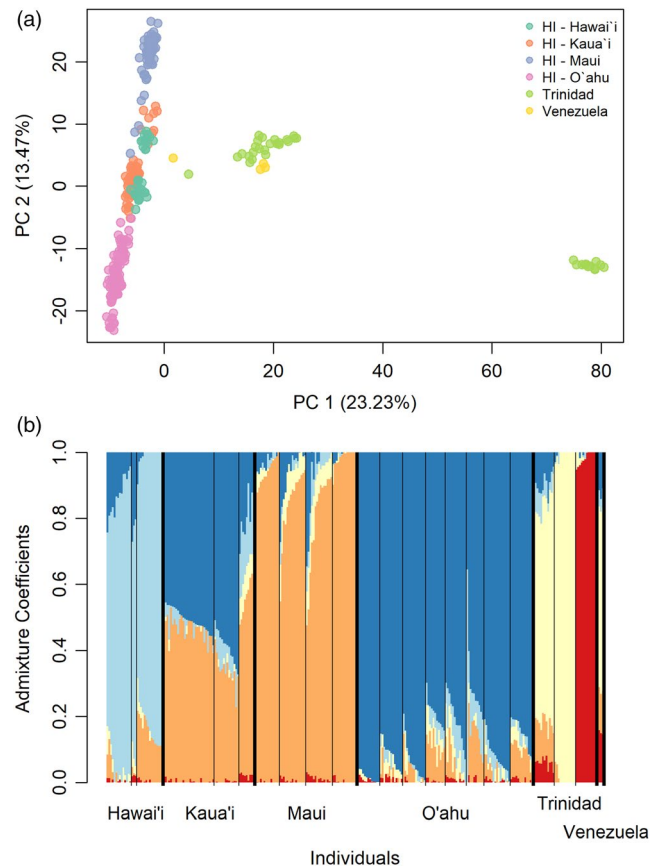 (a)
HI - Hawai`i
HI - Kaua`i
HI - Maui
HI - O`ahu
Trinidad
Venezuela
PC 2 (13.47%)
20
10
0
-10
-20
0 20 40 60 80
PC 1 (23.23%)
(b)
Admixture Coefficients
1.0
0.8
0.6
0.4
0.2
0.0
Hawai'i Kaua'i Maui O'ahu Trinidad
Venezuela
Individuals